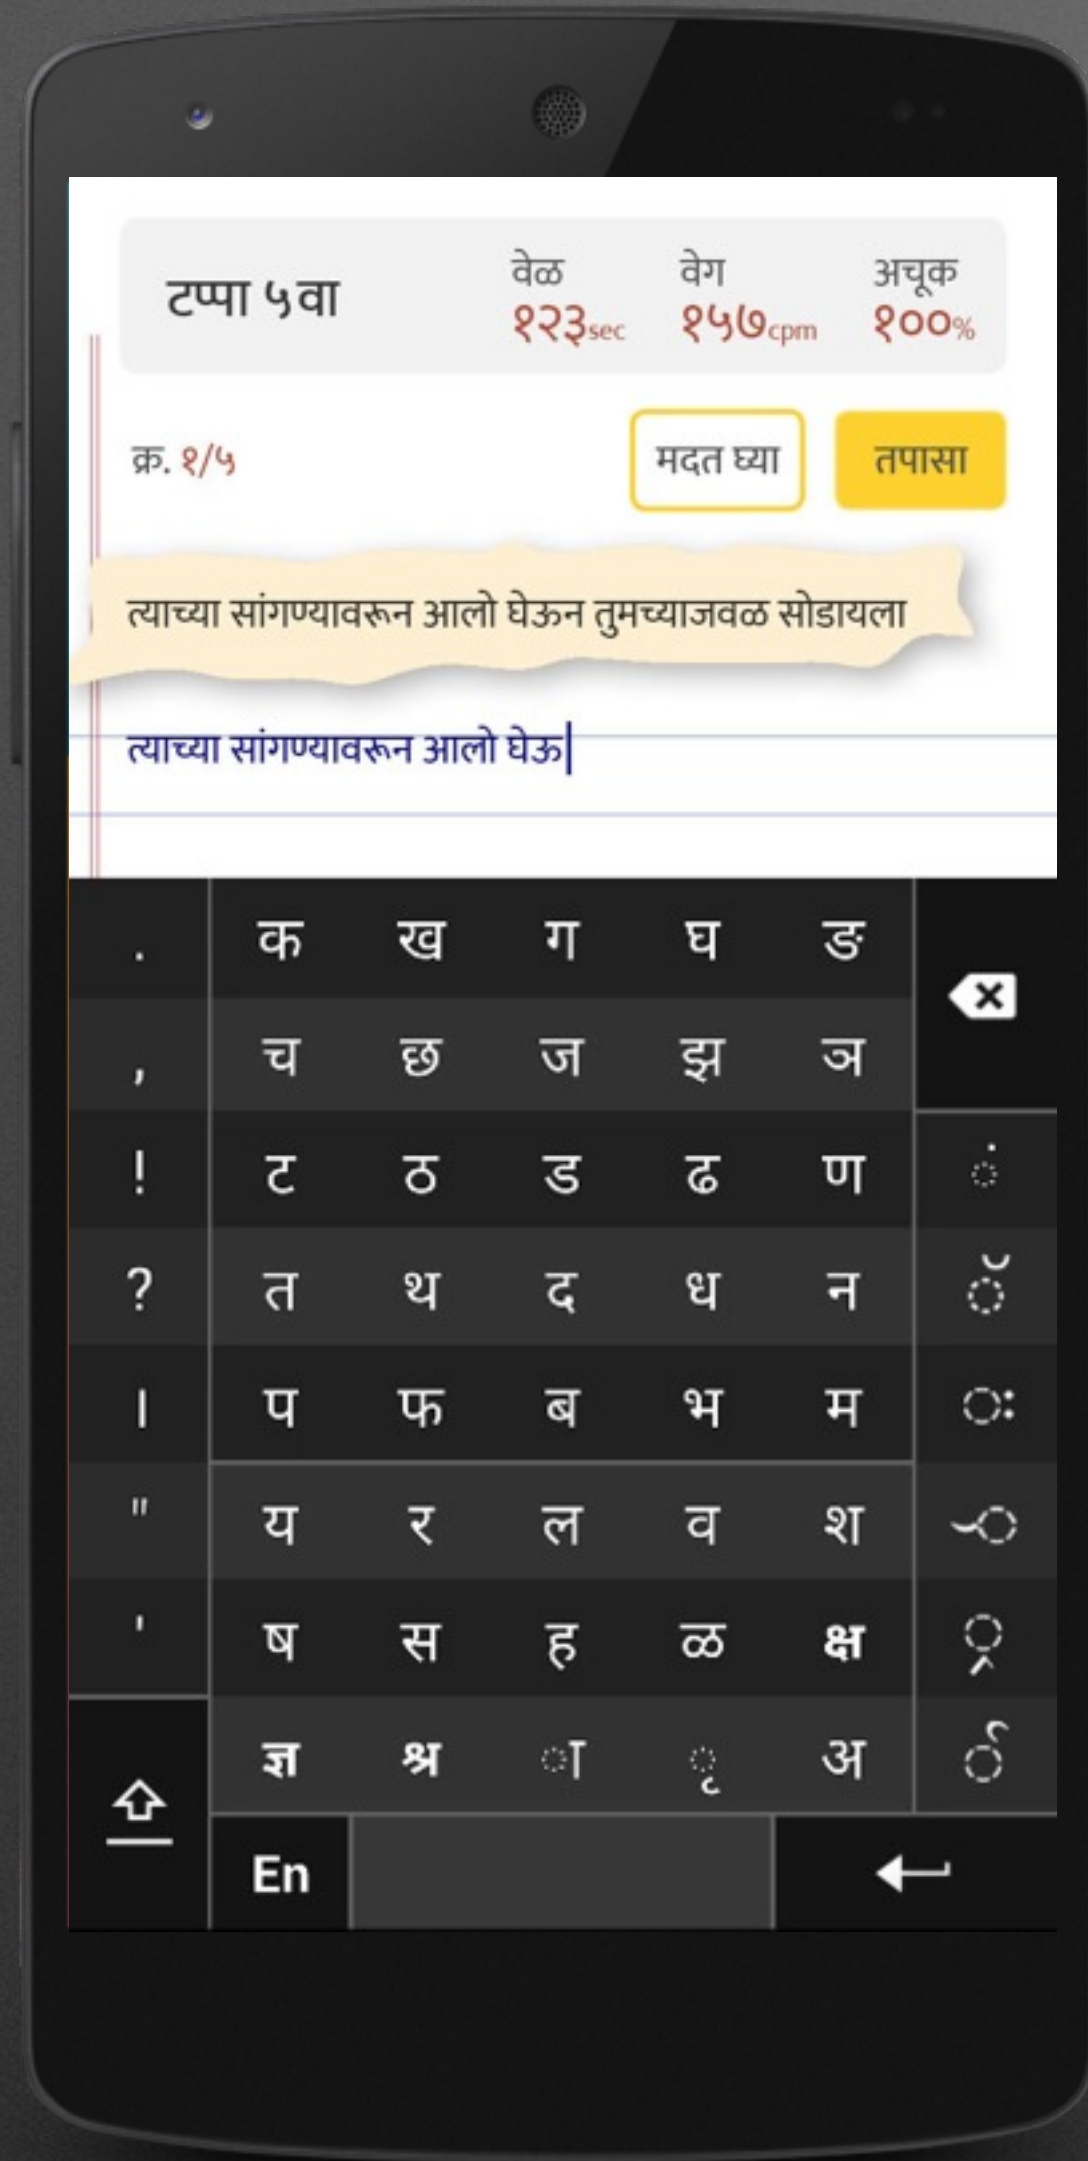 टप्पा ५वा
वेळ वेग अचूक
१२३sec १५७cpm १००%
क्र. १/५ मदत घ्या तपासा
त्याच्या सांगण्यावरून आलो घेऊन तुमच्याजवळ सोडायला
त्याच्या सांगण्यावरून आलो घेऊ
. क ख ग घ ङ
, च छ ज झ ञ
! ट ठ ड ढ ण ं
? त थ द ध न ॅ
। प फ ब भ म ः
" य र ल व श
' ष स ह ळ क्ष ्र
ज्ञ श्र ा ृ अ र्
En